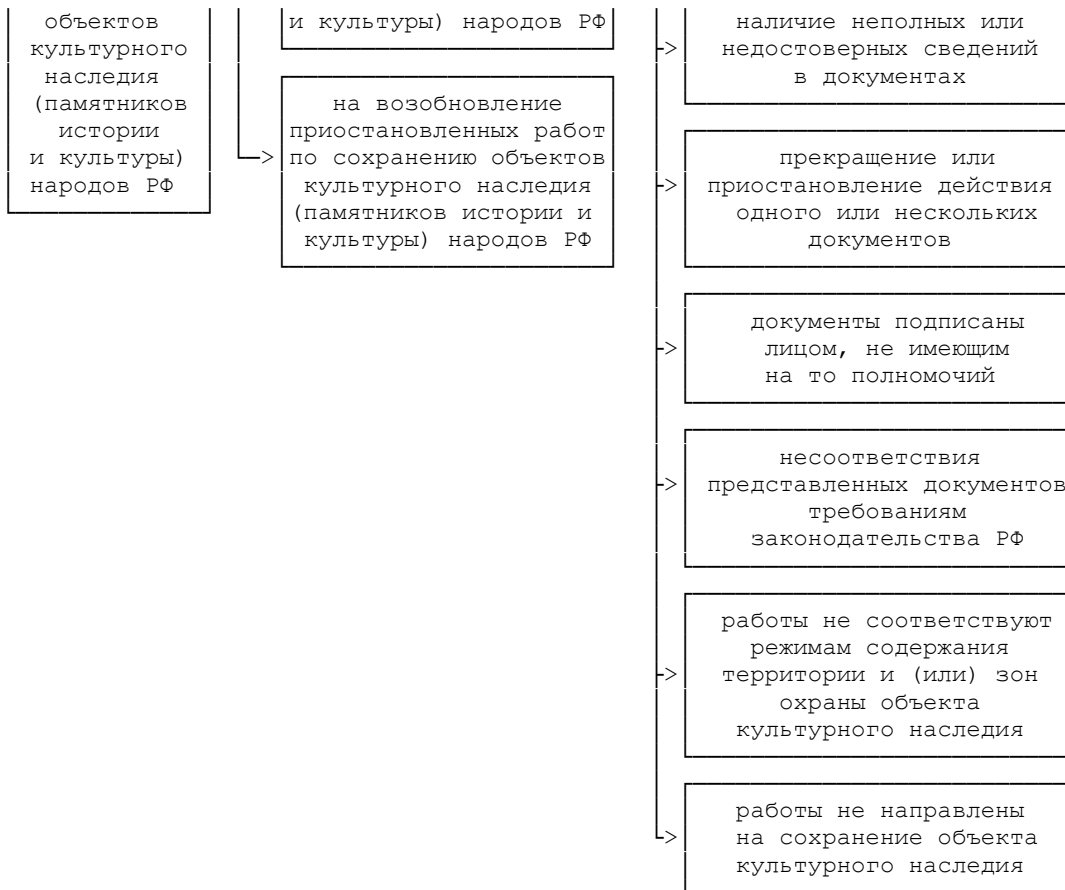 объектов
культурного
наследия
(памятников
истории
и культуры)
народов РФ
и культуры) народов РФ
на возобновление
приостановленных работ
по сохранению объектов
культурного наследия
(памятников истории и
культуры) народов РФ
наличие неполных или
недостоверных сведений
в документах
прекращение или
приостановление действия
одного или нескольких
документов
документы подписаны
лицом, не имеющим
на то полномочий
несоответствия
представленных документов
требованиям
законодательства РФ
работы не соответствуют
режимам содержания
территории и (или) зон
охраны объекта
культурного наследия
работы не направлены
на сохранение объекта
культурного наследия